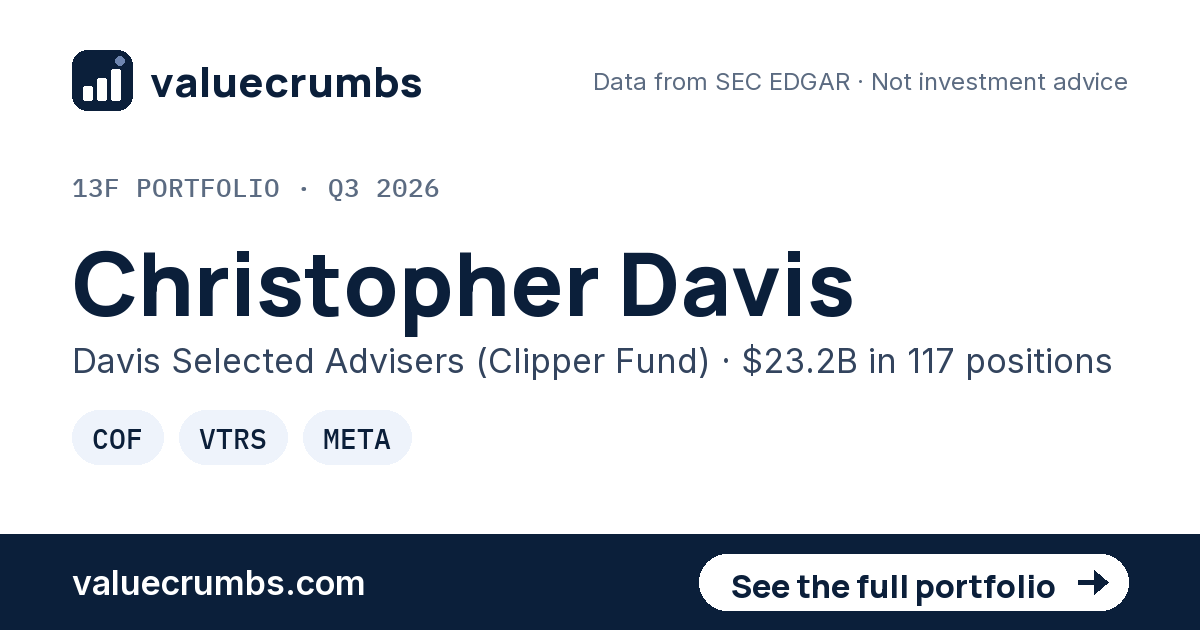 valuecrumbs
Data from SEC EDGAR · Not investment advice
13F PORTFOLIO · Q3 2026
Christopher Davis
Davis Selected Advisers (Clipper Fund) · $23.2B in 117 positions
COF VTRS META
valuecrumbs.com
See the full portfolio →